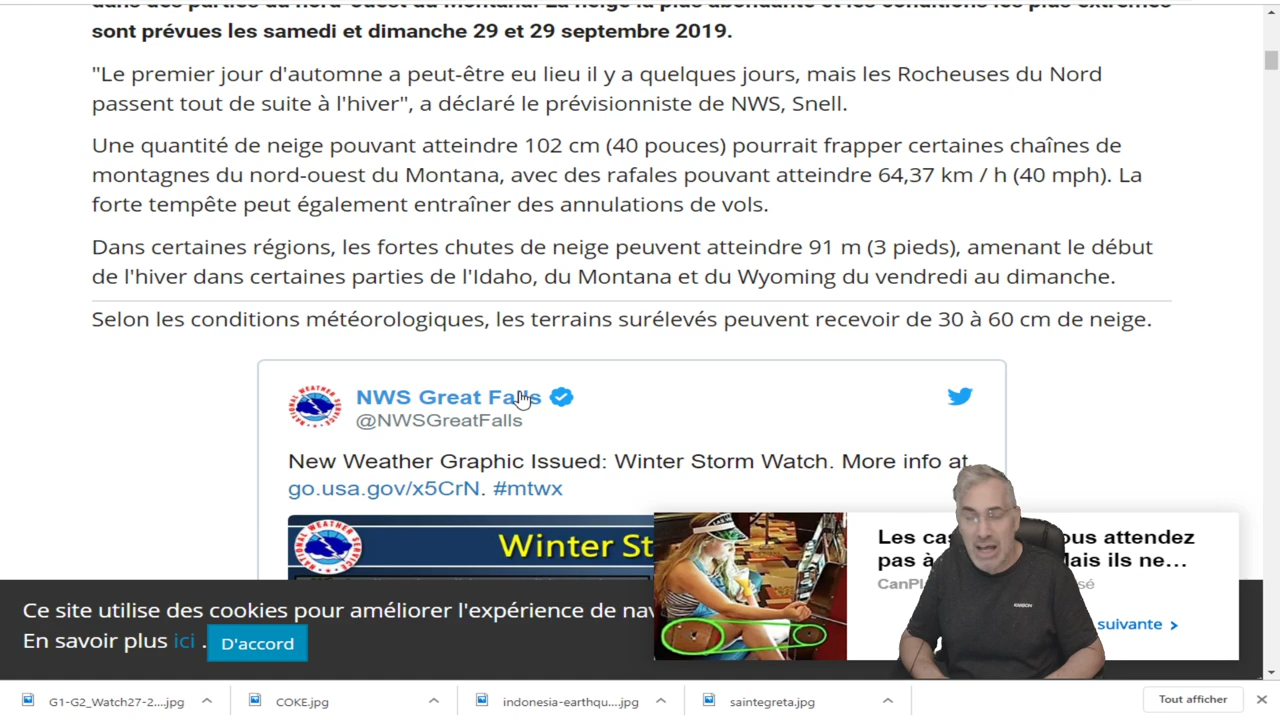 sont prévues les samedi et dimanche 29 et 29 septembre 2019.
"Le premier jour d'automne a peut-être eu lieu il y a quelques jours, mais les Rocheuses du Nord
passent tout de suite à l'hiver", a déclaré le prévisionniste de NWS, Snell.
Une quantité de neige pouvant atteindre 102 cm (40 pouces) pourrait frapper certaines chaînes de
montagnes du nord-ouest du Montana, avec des rafales pouvant atteindre 64,37 km / h (40 mph). La
forte tempête peut également entraîner des annulations de vols.
Dans certaines régions, les fortes chutes de neige peuvent atteindre 91 m (3 pieds), amenant le début
de l'hiver dans certaines parties de l'Idaho, du Montana et du Wyoming du vendredi au dimanche.
Selon les conditions météorologiques, les terrains surélevés peuvent recevoir de 30 à 60 cm de neige.
NWS Great Falls
@NWSGreatFalls
New Weather Graphic Issued: Winter Storm Watch. More info at
go.usa.gov/x5CrN. #mtwx
NATIONAL WEATHER SERVICE
Winter St
Les ous attendez
pas à lais ils ne...
CanPl
suivante >
Ce site utilise des cookies pour améliorer l'expérience de
En savoir plus ici . D'accord
G1-G2_Watch27-2....jpg COKE.jpg indonesia-earthqu....jpg saintegreta.jpg Tout afficher